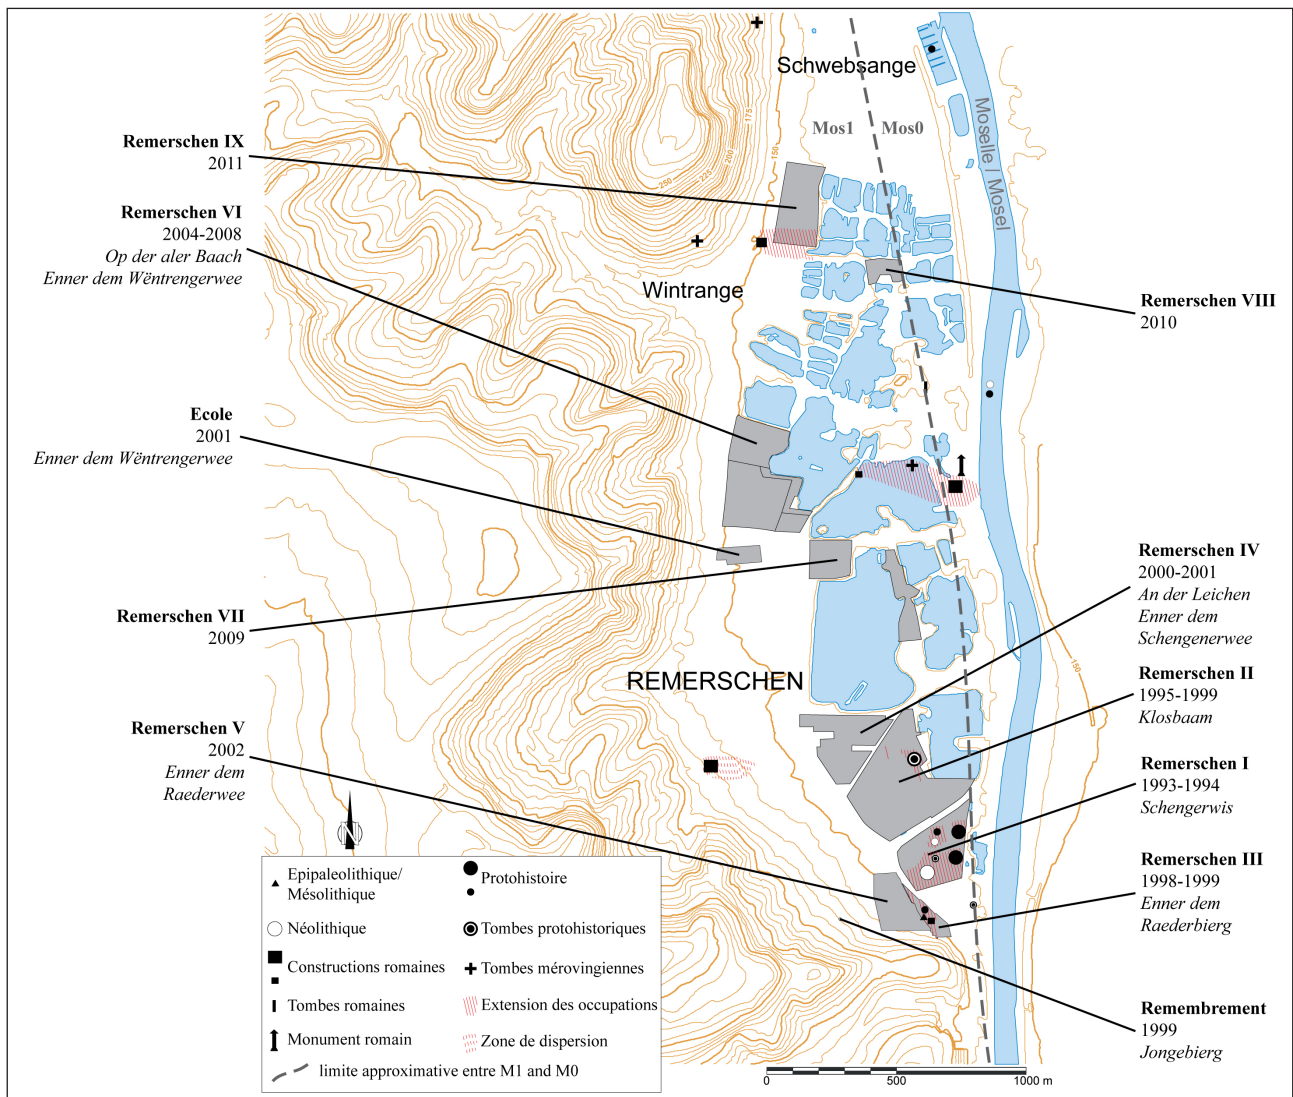 Schwebsange
Mos1
Mos0
Moselle / Mosel
175
200
225
250
150
Remerschen IX
2011
Remerschen VI
2004-2008
Op der aler Baach
Enner dem Wëntrengerwee
Wintrange
Remerschen VIII
2010
Ecole
2001
Enner dem Wëntrengerwee
Remerschen IV
2000-2001
An der Leichen
Enner dem
Schengenerwee
Remerschen VII
2009
150
REMERSCHEN
Remerschen II
1995-1999
Klosbaam
Remerschen V
2002
Enner dem
Raederwee
Remerschen I
1993-1994
Schengerwis
Remerschen III
1998-1999
Enner dem
Raederbierg
Remembrement
1999
Jongebierg
N
Epipaleolithique/
Mésolithique
Néolithique
Constructions romaines
Tombes romaines
Monument romain
Protohistoire
Tombes protohistoriques
Tombes mérovingiennes
Extension des occupations
Zone de dispersion
limite approximative entre M1 and M0
0 500 1000 m